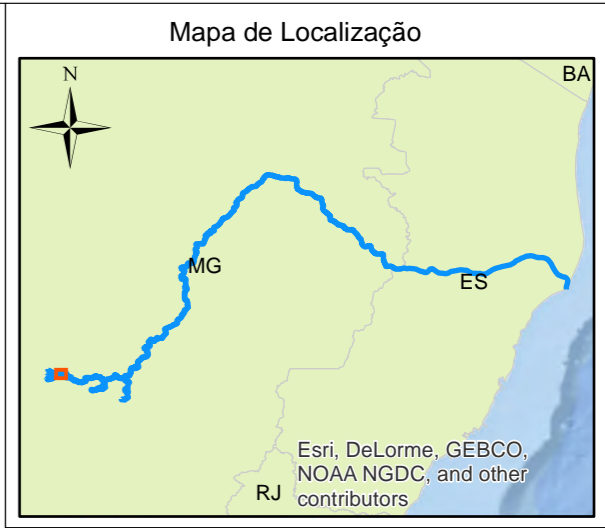 Mapa de Localização
N
BA
MG
ES
Esri, DeLorme, GEBCO,
NOAA NGDC, and other
RJ contributors